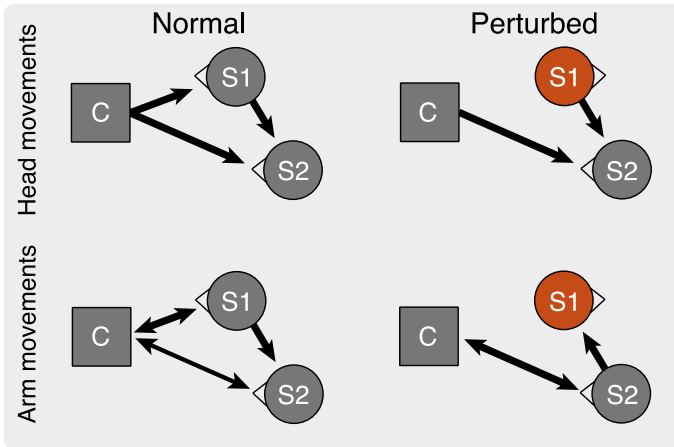 Normal
Perturbed
Head movements
C
S1
S2
C
S1
S2
Arm movements
C
S1
S2
C
S1
S2